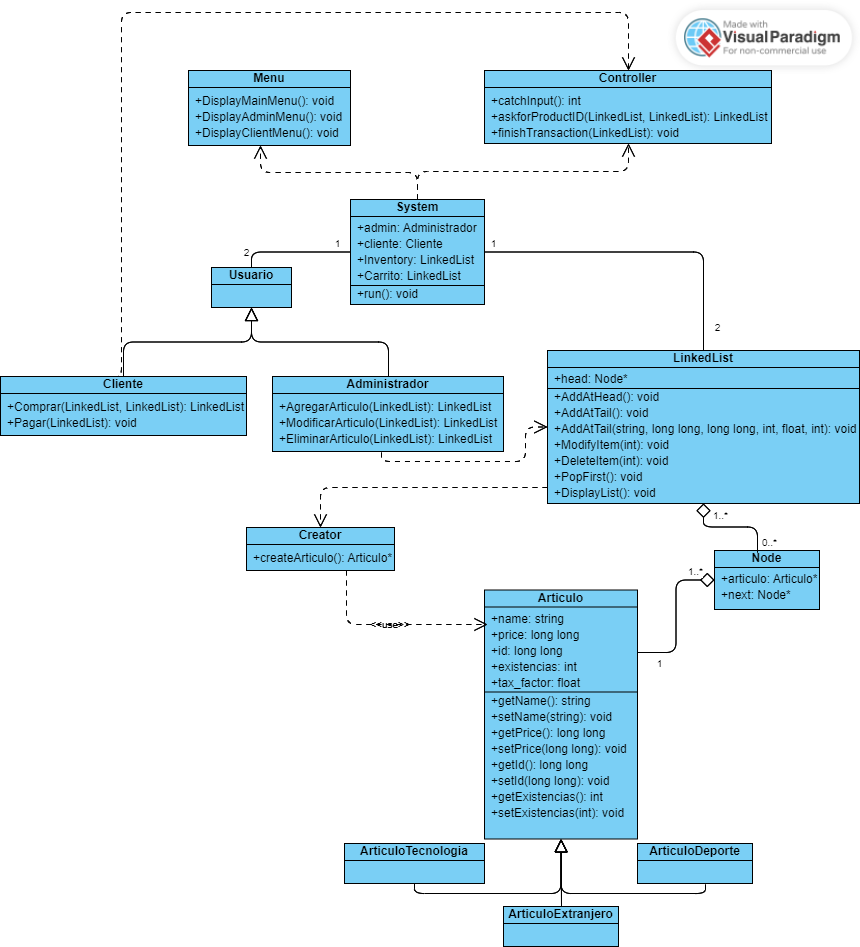 Made with
VisualParadigm
For non-commercial use
Menu
+DisplayMainMenu(): void
+DisplayAdminMenu(): void
+DisplayClientMenu(): void
Controller
+catchInput(): int
+askforProductID(LinkedList, LinkedList): LinkedList
+finishTransaction(LinkedList): void
System
+admin: Administrador
+cliente: Cliente
+Inventory: LinkedList
+Carrito: LinkedList
+run(): void
1
2
1
2
Usuario
Cliente
+Comprar(LinkedList, LinkedList): LinkedList
+Pagar(LinkedList): void
Administrador
+AgregarArticulo(LinkedList): LinkedList
+ModificarArticulo(LinkedList): LinkedList
+EliminarArticulo(LinkedList): LinkedList
LinkedList
+head: Node*
+AddAtHead(): void
+AddAtTail(): void
+AddAtTail(string, long long, long long, int, float, int): void
+ModifyItem(int): void
+DeleteItem(int): void
+PopFirst(): void
+DisplayList(): void
1..*
0..*
Creator
+createArticulo(): Articulo*
Node
+articulo: Articulo*
+next: Node*
1..*
1
<<use>>
Articulo
+name: string
+price: long long
+id: long long
+existencias: int
+tax_factor: float
+getName(): string
+setName(string): void
+getPrice(): long long
+setPrice(long long): void
+getId(): long long
+setId(long long): void
+getExistencias(): int
+setExistencias(int): void
ArticuloTecnologia
ArticuloDeporte
ArticuloExtranjero